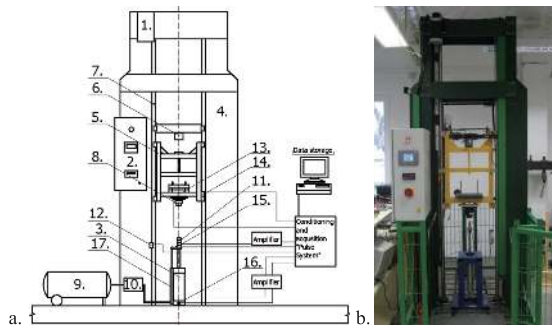 1.
7.
6.
5.
4.
2.
8.
13.
14.
11.
15.
12.
3.
17.
16.
9.
10.
Data storage
Conditioning
and
acquisition
"Pulse
System"
Amplifier
Amplifier
a.
b.